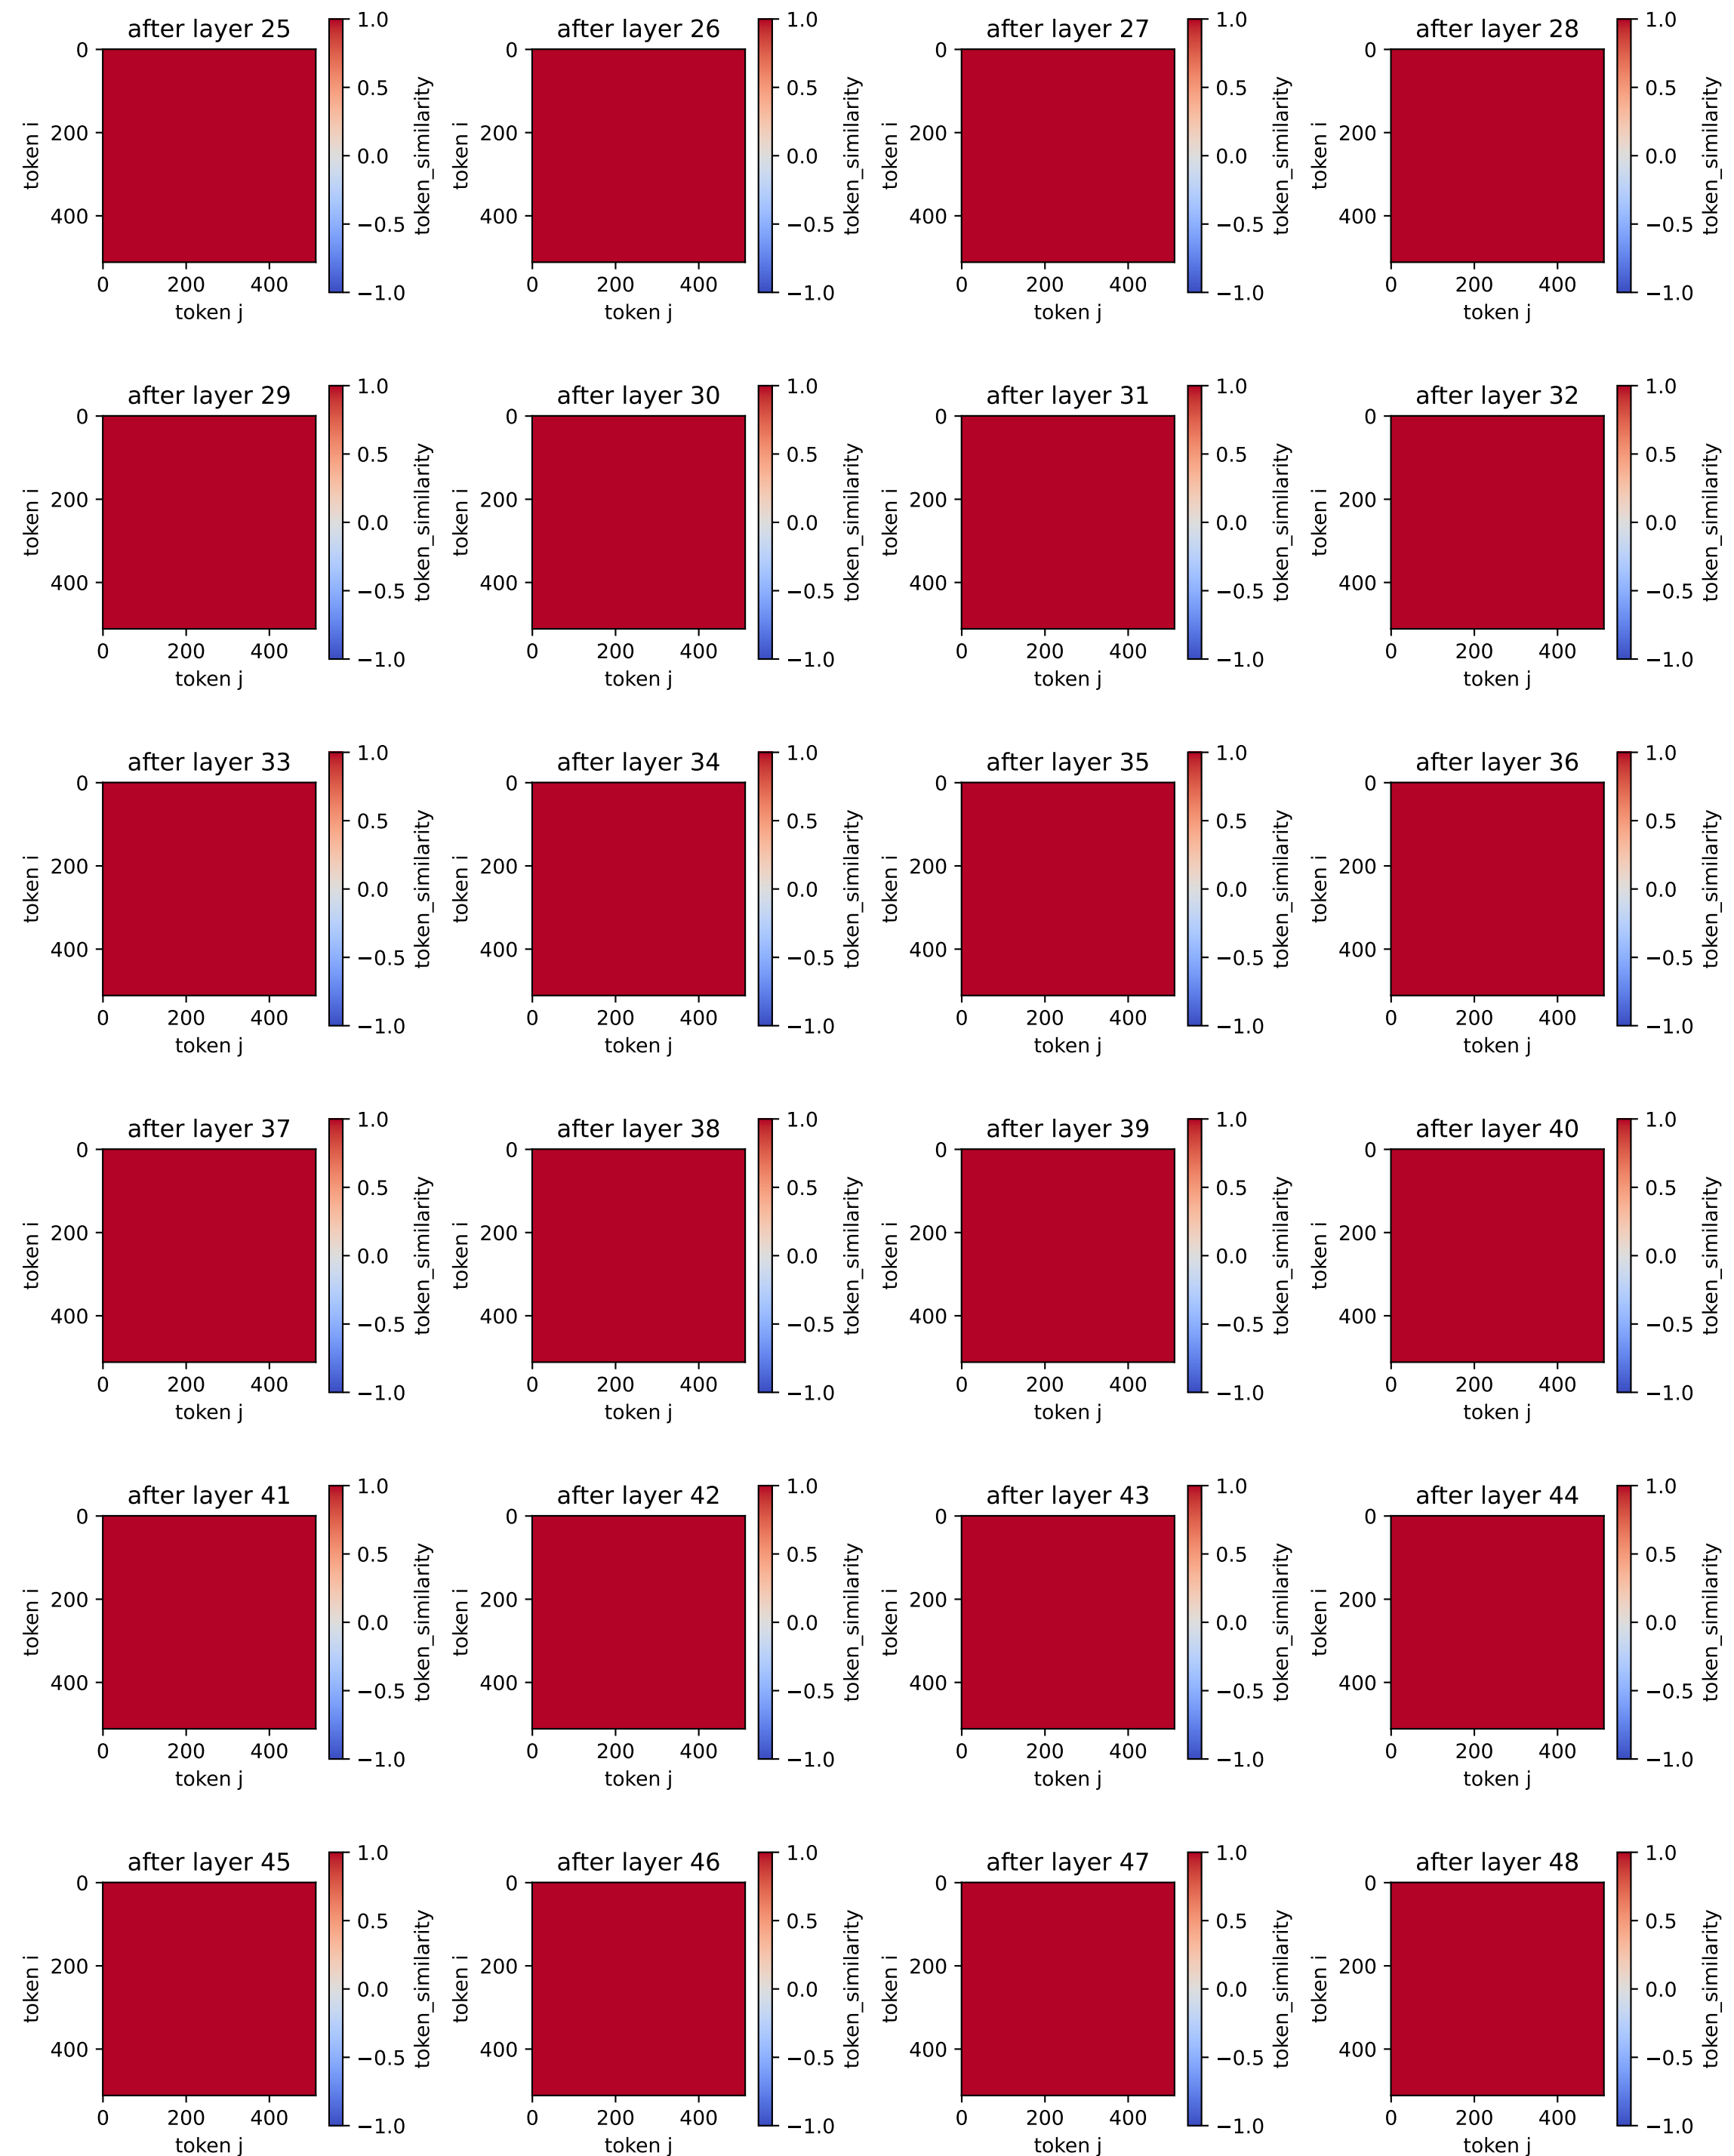 after layer 25
1.0
0
0.5
200
0.0
400
−0.5
0 200 400
−1.0
token j
token i
token_similarity
after layer 26
1.0
0
0.5
200
0.0
400
−0.5
0 200 400
−1.0
token j
token i
token_similarity
after layer 27
1.0
0
0.5
200
0.0
400
−0.5
0 200 400
−1.0
token j
token i
token_similarity
after layer 28
1.0
0
0.5
200
0.0
400
−0.5
0 200 400
−1.0
token j
token i
token_similarity
after layer 29
1.0
0
0.5
200
0.0
400
−0.5
0 200 400
−1.0
token j
token i
token_similarity
after layer 30
1.0
0
0.5
200
0.0
400
−0.5
0 200 400
−1.0
token j
token i
token_similarity
after layer 31
1.0
0
0.5
200
0.0
400
−0.5
0 200 400
−1.0
token j
token i
token_similarity
after layer 32
1.0
0
0.5
200
0.0
400
−0.5
0 200 400
−1.0
token j
token i
token_similarity
after layer 33
1.0
0
0.5
200
0.0
400
−0.5
0 200 400
−1.0
token j
token i
token_similarity
after layer 34
1.0
0
0.5
200
0.0
400
−0.5
0 200 400
−1.0
token j
token i
token_similarity
after layer 35
1.0
0
0.5
200
0.0
400
−0.5
0 200 400
−1.0
token j
token i
token_similarity
after layer 36
1.0
0
0.5
200
0.0
400
−0.5
0 200 400
−1.0
token j
token i
token_similarity
after layer 37
1.0
0
0.5
200
0.0
400
−0.5
0 200 400
−1.0
token j
token i
token_similarity
after layer 38
1.0
0
0.5
200
0.0
400
−0.5
0 200 400
−1.0
token j
token i
token_similarity
after layer 39
1.0
0
0.5
200
0.0
400
−0.5
0 200 400
−1.0
token j
token i
token_similarity
after layer 40
1.0
0
0.5
200
0.0
400
−0.5
0 200 400
−1.0
token j
token i
token_similarity
after layer 41
1.0
0
0.5
200
0.0
400
−0.5
0 200 400
−1.0
token j
token i
token_similarity
after layer 42
1.0
0
0.5
200
0.0
400
−0.5
0 200 400
−1.0
token j
token i
token_similarity
after layer 43
1.0
0
0.5
200
0.0
400
−0.5
0 200 400
−1.0
token j
token i
token_similarity
after layer 44
1.0
0
0.5
200
0.0
400
−0.5
0 200 400
−1.0
token j
token i
token_similarity
after layer 45
1.0
0
0.5
200
0.0
400
−0.5
0 200 400
−1.0
token j
token i
token_similarity
after layer 46
1.0
0
0.5
200
0.0
400
−0.5
0 200 400
−1.0
token j
token i
token_similarity
after layer 47
1.0
0
0.5
200
0.0
400
−0.5
0 200 400
−1.0
token j
token i
token_similarity
after layer 48
1.0
0
0.5
200
0.0
400
−0.5
0 200 400
−1.0
token j
token i
token_similarity